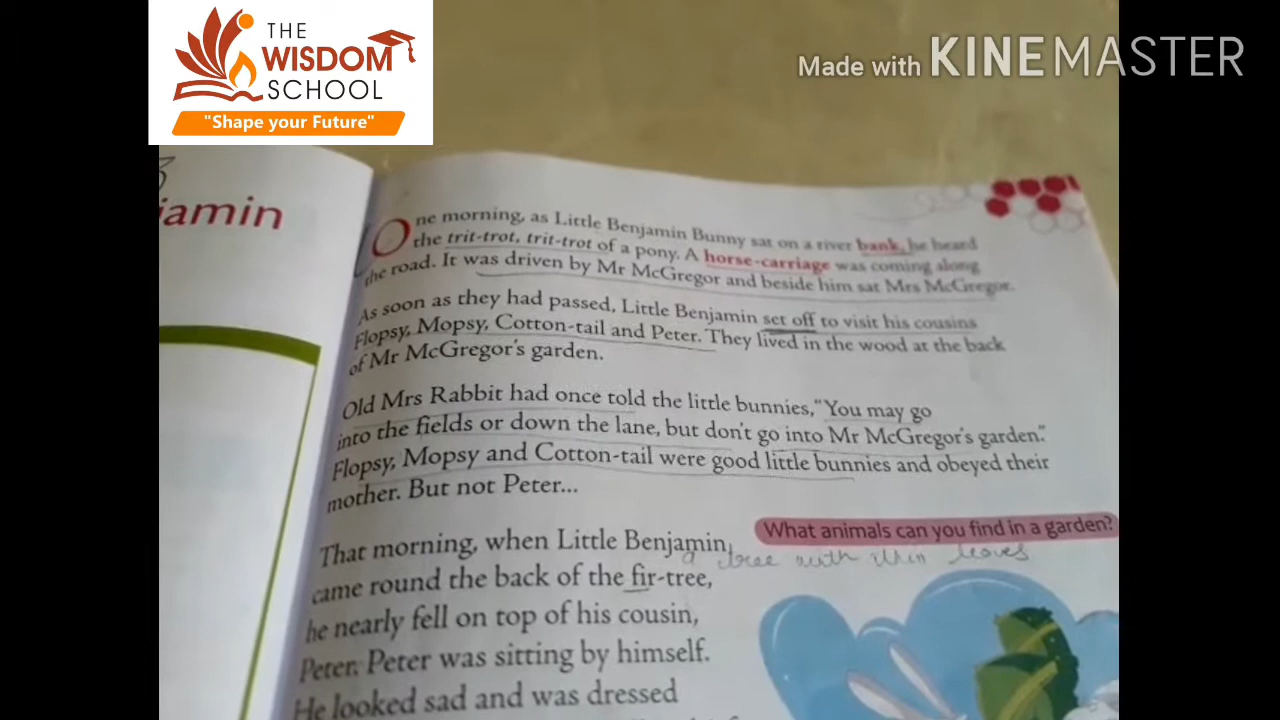 THE
WISDOM
SCHOOL
"Shape your Future"
Made with KINEMASTER
iamin
One morning, as Little Benjamin Bunny sat on a river bank, he heard
the trit-trot, trit-trot of a pony. A horse-carriage was coming along
the road. It was driven by Mr McGregor and beside him sat Mrs McGregor.
As soon as they had passed, Little Benjamin set off to visit his cousins
Flopsy, Mopsy, Cotton-tail and Peter. They lived in the wood at the back
of Mr McGregor's garden.
Old Mrs Rabbit had once told the little bunnies, "You may go
into the fields or down the lane, but don't go into Mr McGregor's garden."
Flopsy, Mopsy and Cotton-tail were good little bunnies and obeyed their
mother. But not Peter...
What animals can you find in a garden?
a tree with thin leaves
That morning, when Little Benjamin
came round the back of the fir-tree,
he nearly fell on top of his cousin,
Peter. Peter was sitting by himself.
He looked sad and was dressed